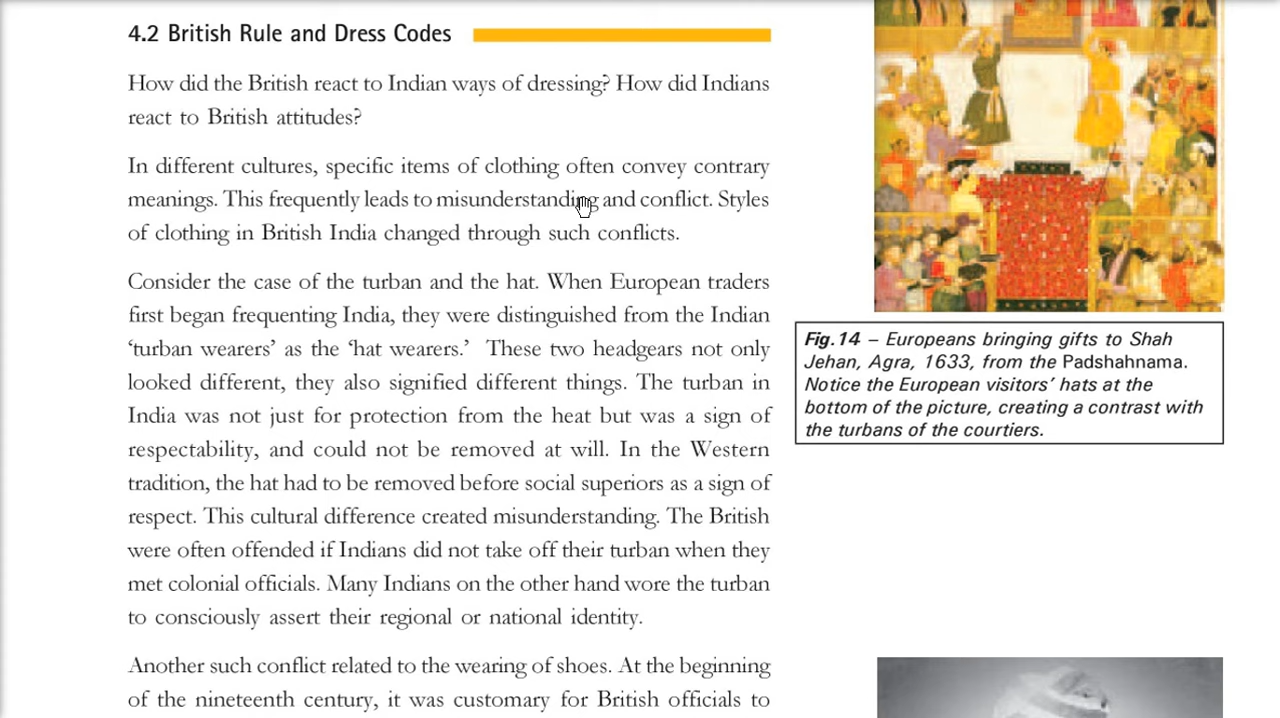 4.2 British Rule and Dress Codes
How did the British react to Indian ways of dressing? How did Indians
react to British attitudes?
In different cultures, specific items of clothing often convey contrary
meanings. This frequently leads to misunderstanding and conflict. Styles
of clothing in British India changed through such conflicts.
Consider the case of the turban and the hat. When European traders
first began frequenting India, they were distinguished from the Indian
‘turban wearers’ as the ‘hat wearers.’ These two headgears not only
looked different, they also signified different things. The turban in
India was not just for protection from the heat but was a sign of
respectability, and could not be removed at will. In the Western
tradition, the hat had to be removed before social superiors as a sign of
respect. This cultural difference created misunderstanding. The British
were often offended if Indians did not take off their turban when they
met colonial officials. Many Indians on the other hand wore the turban
to consciously assert their regional or national identity.
Another such conflict related to the wearing of shoes. At the beginning
of the nineteenth century, it was customary for British officials to
Fig.14 – Europeans bringing gifts to Shah
Jehan, Agra, 1633, from the Padshahnama.
Notice the European visitors’ hats at the
bottom of the picture, creating a contrast with
the turbans of the courtiers.